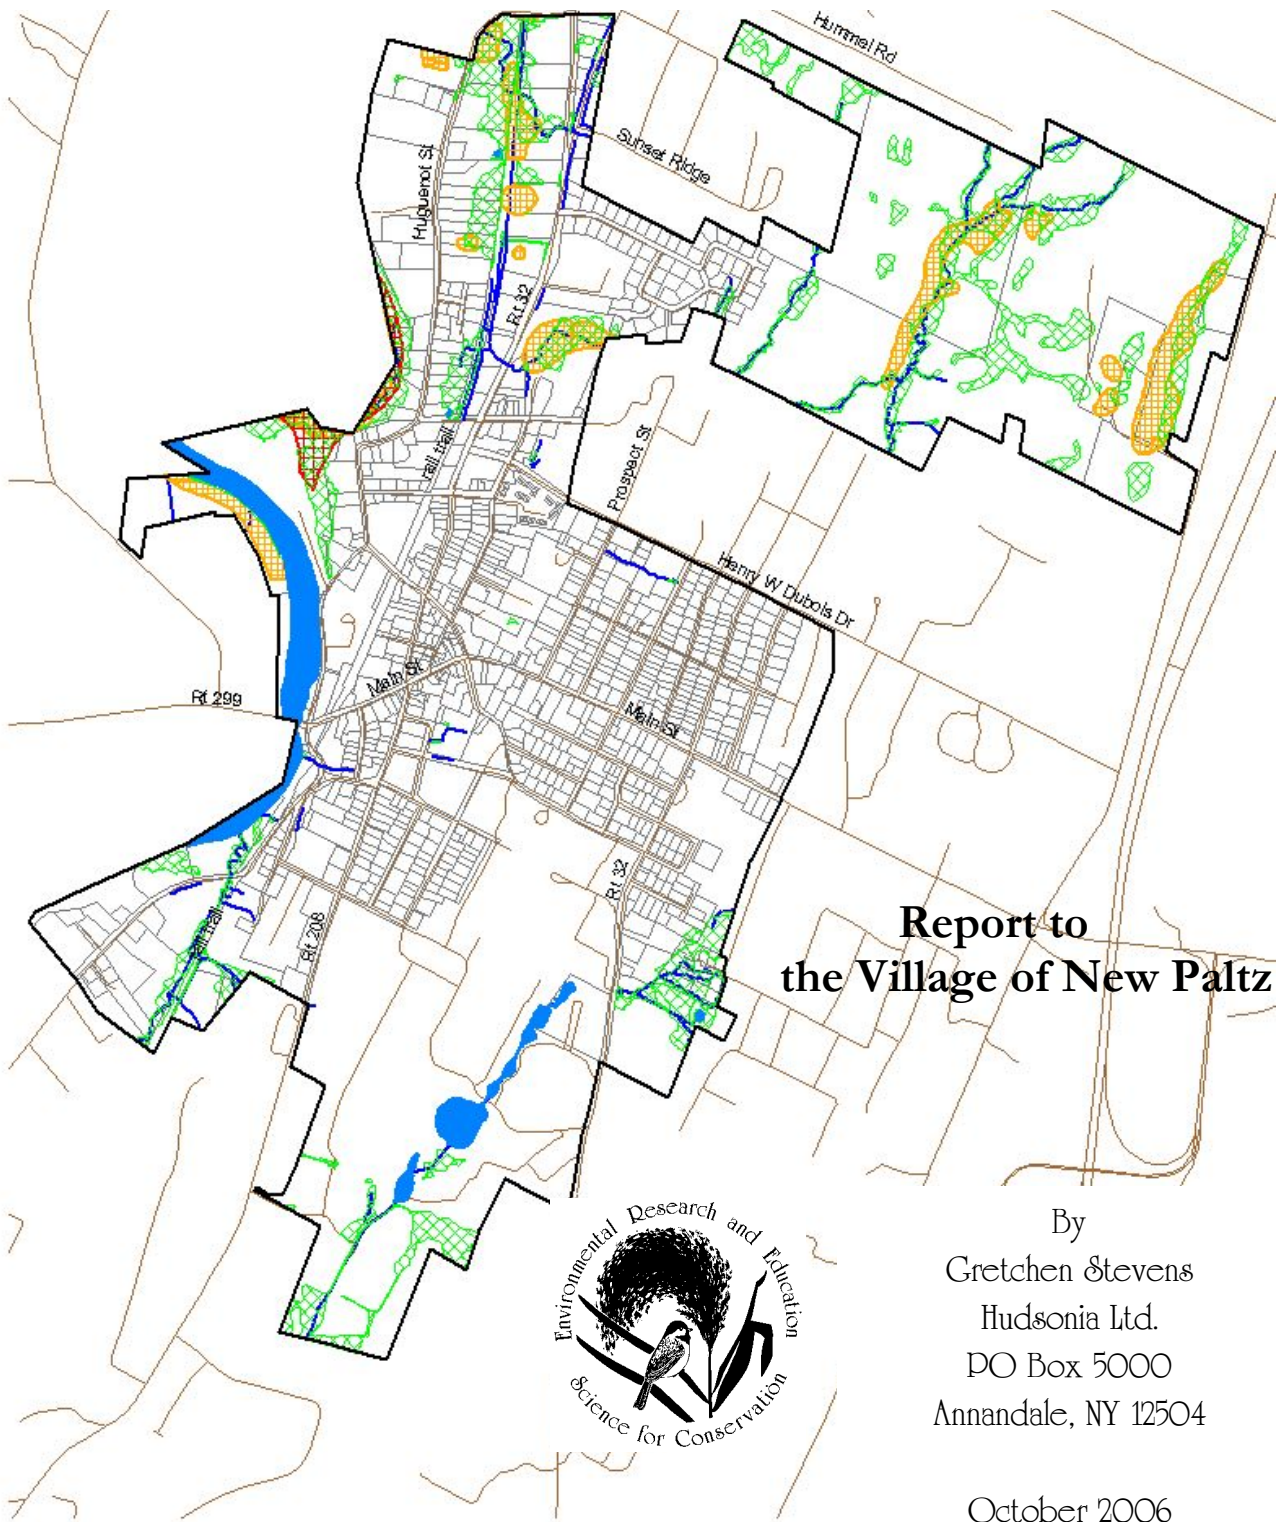 Hummel Rd
Sunset Ridge
Huguenot St
Rt 32
rail trail
Prospect St
Henry W Dubois Dr
Main St
Rt 299
Main St
Rt 32
Rt 208
rail trail
Report to
the Village of New Paltz
Environmental Research and Education
Science for Conservation
By
Gretchen Stevens
Hudsonia Ltd.
PO Box 5000
Annandale, NY 12504
October 2006